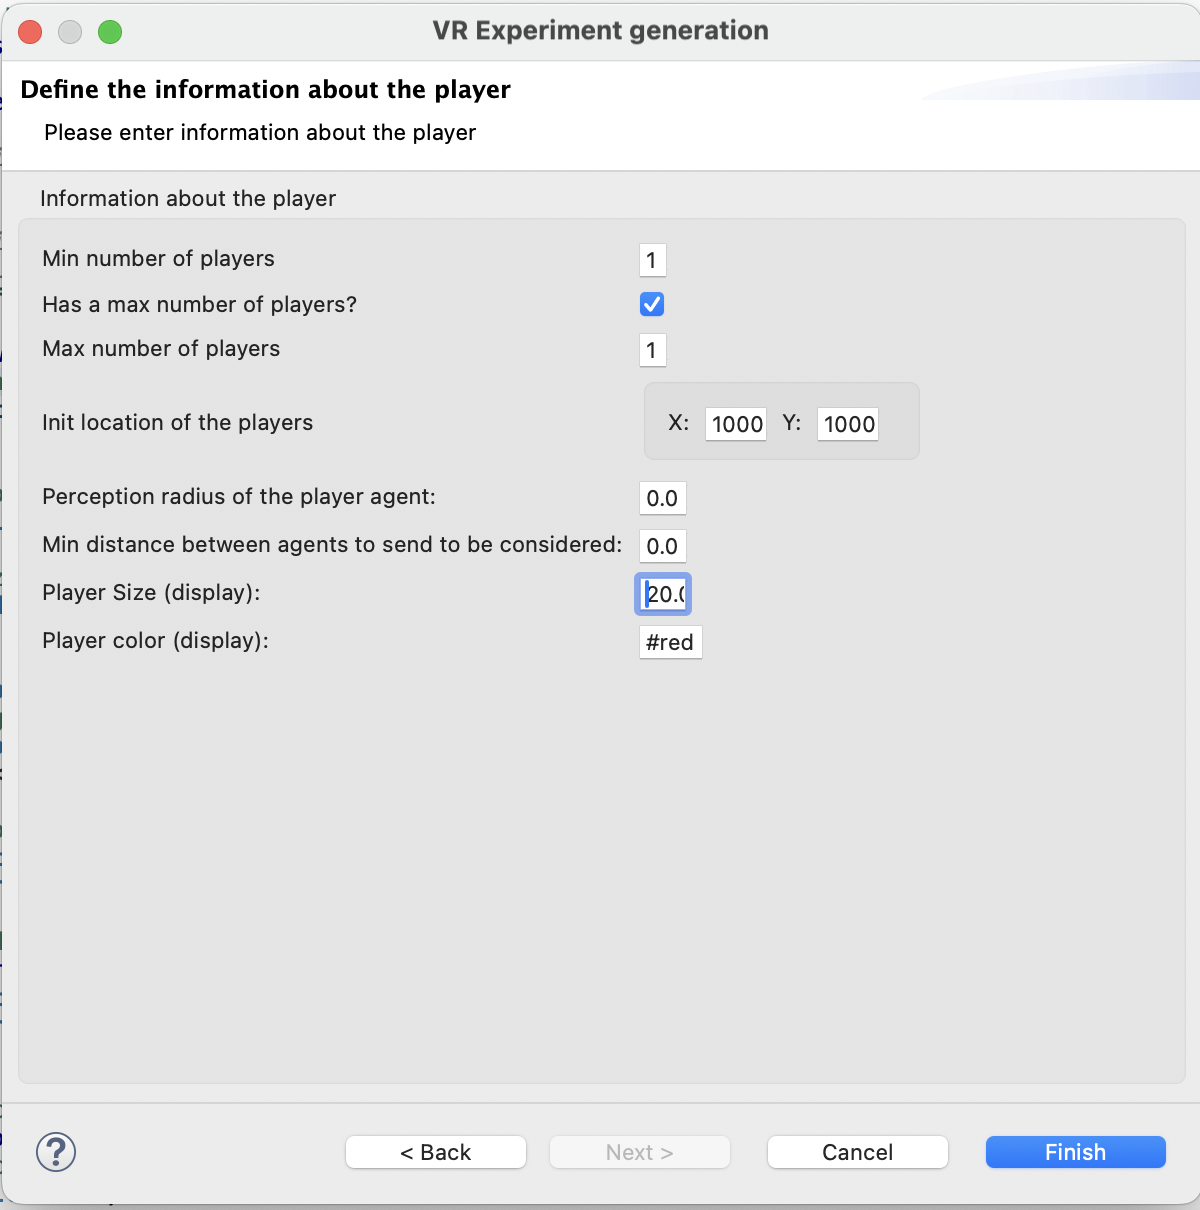 VR Experiment generation
Define the information about the player
Please enter information about the player
Information about the player
Min number of players 1
Has a max number of players?
Max number of players 1
Init location of the players X: 1000 Y: 1000
Perception radius of the player agent: 0.0
Min distance between agents to send to be considered: 0.0
Player Size (display): 20.0
Player color (display): #red
? < Back Next > Cancel Finish